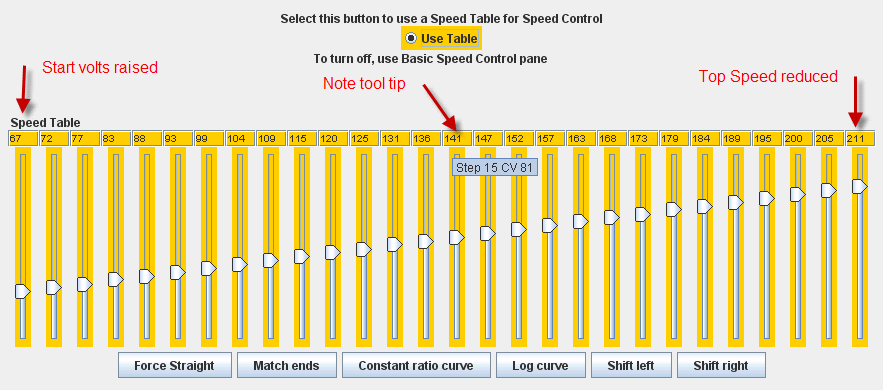 Select this button to use a Speed Table for Speed Control
Use Table
To turn off, use Basic Speed Control pane
Start volts raised
Note tool tip
Top Speed reduced
Speed Table
67 72 77 83 88 93 99 104 109 115 120 125 131 136 141 147 152 157 163 168 173 179 184 189 195 200 205 211
Step 15 CV 81
Force Straight Match ends Constant ratio curve Log curve Shift left Shift right